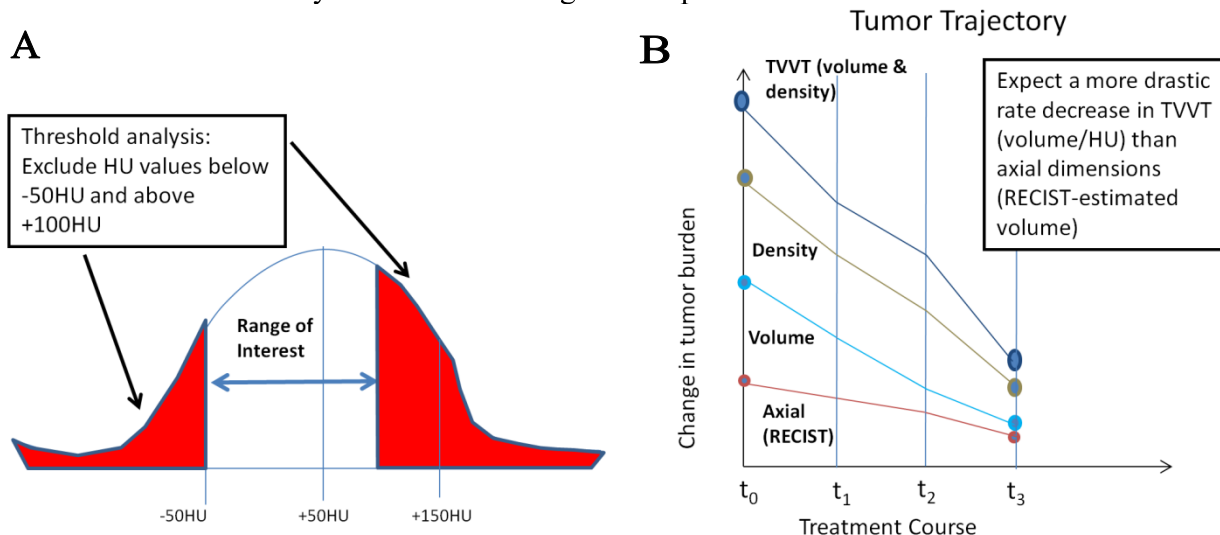 A
Threshold analysis:
Exclude HU values below
-50HU and above
+100HU
Range of
Interest
-50HU
+50HU
+150HU
B
Tumor Trajectory
TVVT (volume &
density)
Density
Volume
Axial
(RECIST)
Expect a more drastic
rate decrease in TVVT
(volume/HU) than
axial dimensions
(RECIST-estimated
volume)
Change in tumor burden
t0
t1
t2
t3
Treatment Course